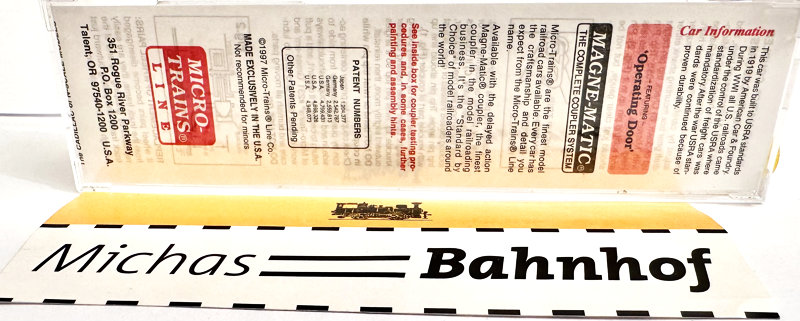 Car Information
This car was built to USRA standards
in 1919 by American Car & Foundry.
During WWI all U.S. railroads came
under the control of the USRA where
standardization of freight cars was
mandatory. After the war USRA stan-
dards were discontinued because of
proven durability.
• FEATURING •
'Operating Door'
MAGNE-MATIC®
THE COMPLETE COUPLER SYSTEM
Micro-Trains® are the finest model
railroad cars available. Every car has
the craftsmanship and detail you
expect from the Micro-Trains® Line
name.
Available with the delayed action
Magne-Matic® coupler, the finest
coupler in the model railroading
business, it's the "Standard by
Choice" of model railroaders around
the world!
See inside box for coupler testing pro-
cedures and, in some cases, further
painting and assembly hints.
PATENT NUMBERS:
Other Patents Pending
©1997 Micro-Trains® Line Co.
MADE EXCLUSIVELY IN THE U.S.A.
Not recommended for minors
MICRO-
TRAINS®
LINE
351 Rogue River Parkway
P.O. Box 1200
Talent, OR 97540-1200 U.S.A.
Michas Bahnhof